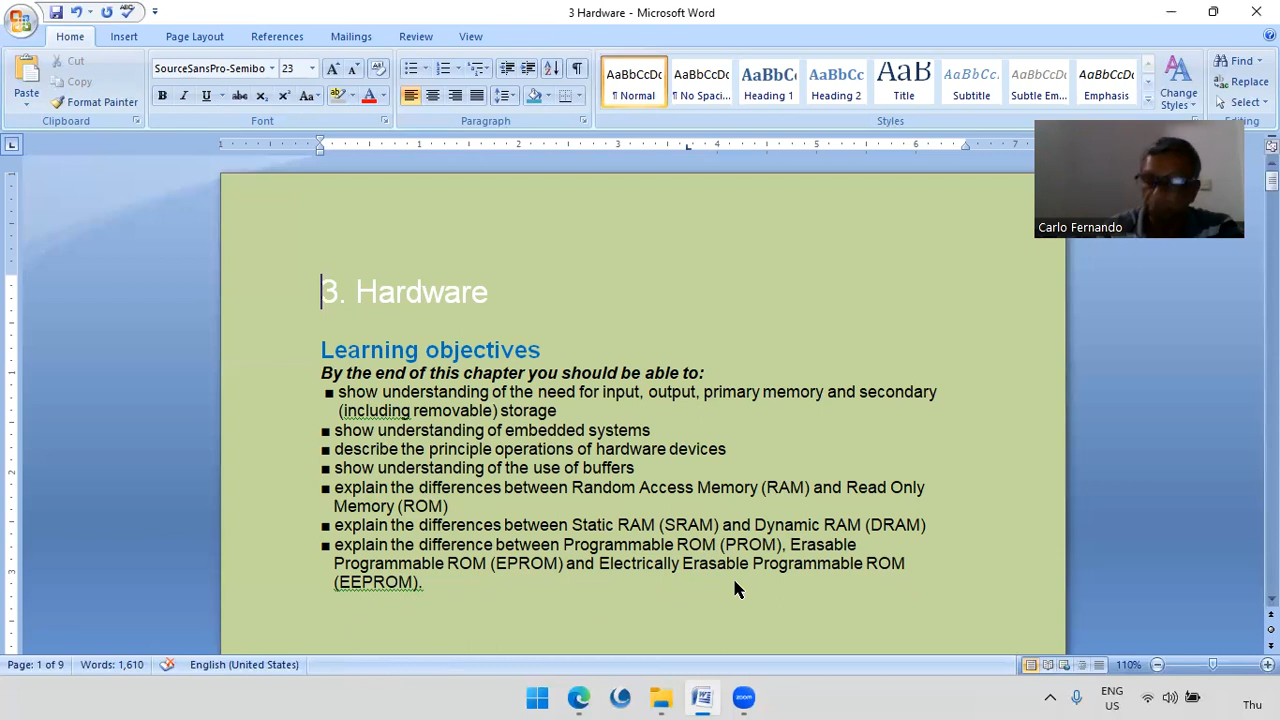 3 Hardware - Microsoft Word
Home Insert Page Layout References Mailings Review View
Paste
Cut
Copy
Format Painter
Clipboard
SourceSansPro-Semibo 23
Font
Paragraph
AaBbCcDc AaBbCcDc AaBbCc AaBbCc AaB AaBbCc. AaBbCcDc AaBbCcDc
¶ Normal ¶ No Spaci... Heading 1 Heading 2 Title Subtitle Subtle Em... Emphasis
Change Styles
Styles
Find
Replace
Select
Editing
Carlo Fernando
3. Hardware
Learning objectives
By the end of this chapter you should be able to:
■ show understanding of the need for input, output, primary memory and secondary
(including removable) storage
■ show understanding of embedded systems
■ describe the principle operations of hardware devices
■ show understanding of the use of buffers
■ explain the differences between Random Access Memory (RAM) and Read Only
Memory (ROM)
■ explain the differences between Static RAM (SRAM) and Dynamic RAM (DRAM)
■ explain the difference between Programmable ROM (PROM), Erasable
Programmable ROM (EPROM) and Electrically Erasable Programmable ROM
(EEPROM).
Page: 1 of 9 Words: 1,610 English (United States) 110%
zoom
ENG
US
Thu